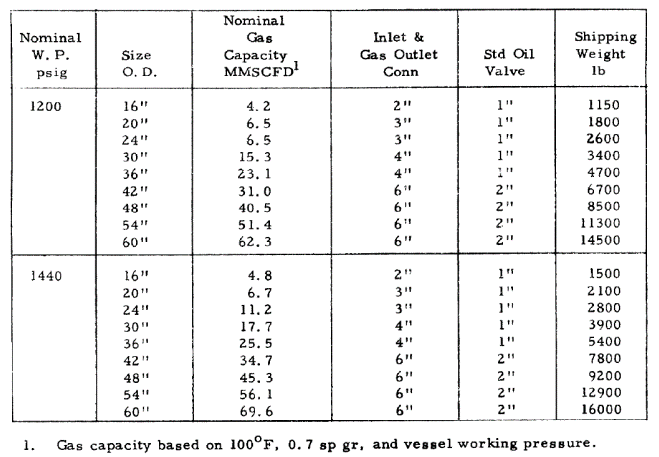 Nominal
Nominal Gas Inlet & Shipping
W. P. Size Capacity Gas Outlet Std Oil Weight
psig O. D. MMSCFD1 Conn Valve lb
1200 16" 4. 2 2" 1" 1150
20" 6. 5 3" 1" 1800
24" 6. 5 3" 1" 2600
30" 15. 3 4" 1" 3400
36" 23. 1 4" 1" 4700
42" 31. 0 6" 2" 6700
48" 40. 5 6" 2" 8500
54" 51. 4 6" 2" 11300
60" 62. 3 6" 2" 14500
1440 16" 4. 8 2" 1" 1500
20" 6. 7 3" 1" 2100
24" 11. 2 3" 1" 2800
30" 17. 7 4" 1" 3900
36" 25. 5 4" 1" 5400
42" 34. 7 6" 2" 7800
48" 45. 3 6" 2" 9200
54" 56. 1 6" 2" 12900
60" 69. 6 6" 2" 16000
1. Gas capacity based on 100°F, 0. 7 sp gr, and vessel working pressure.